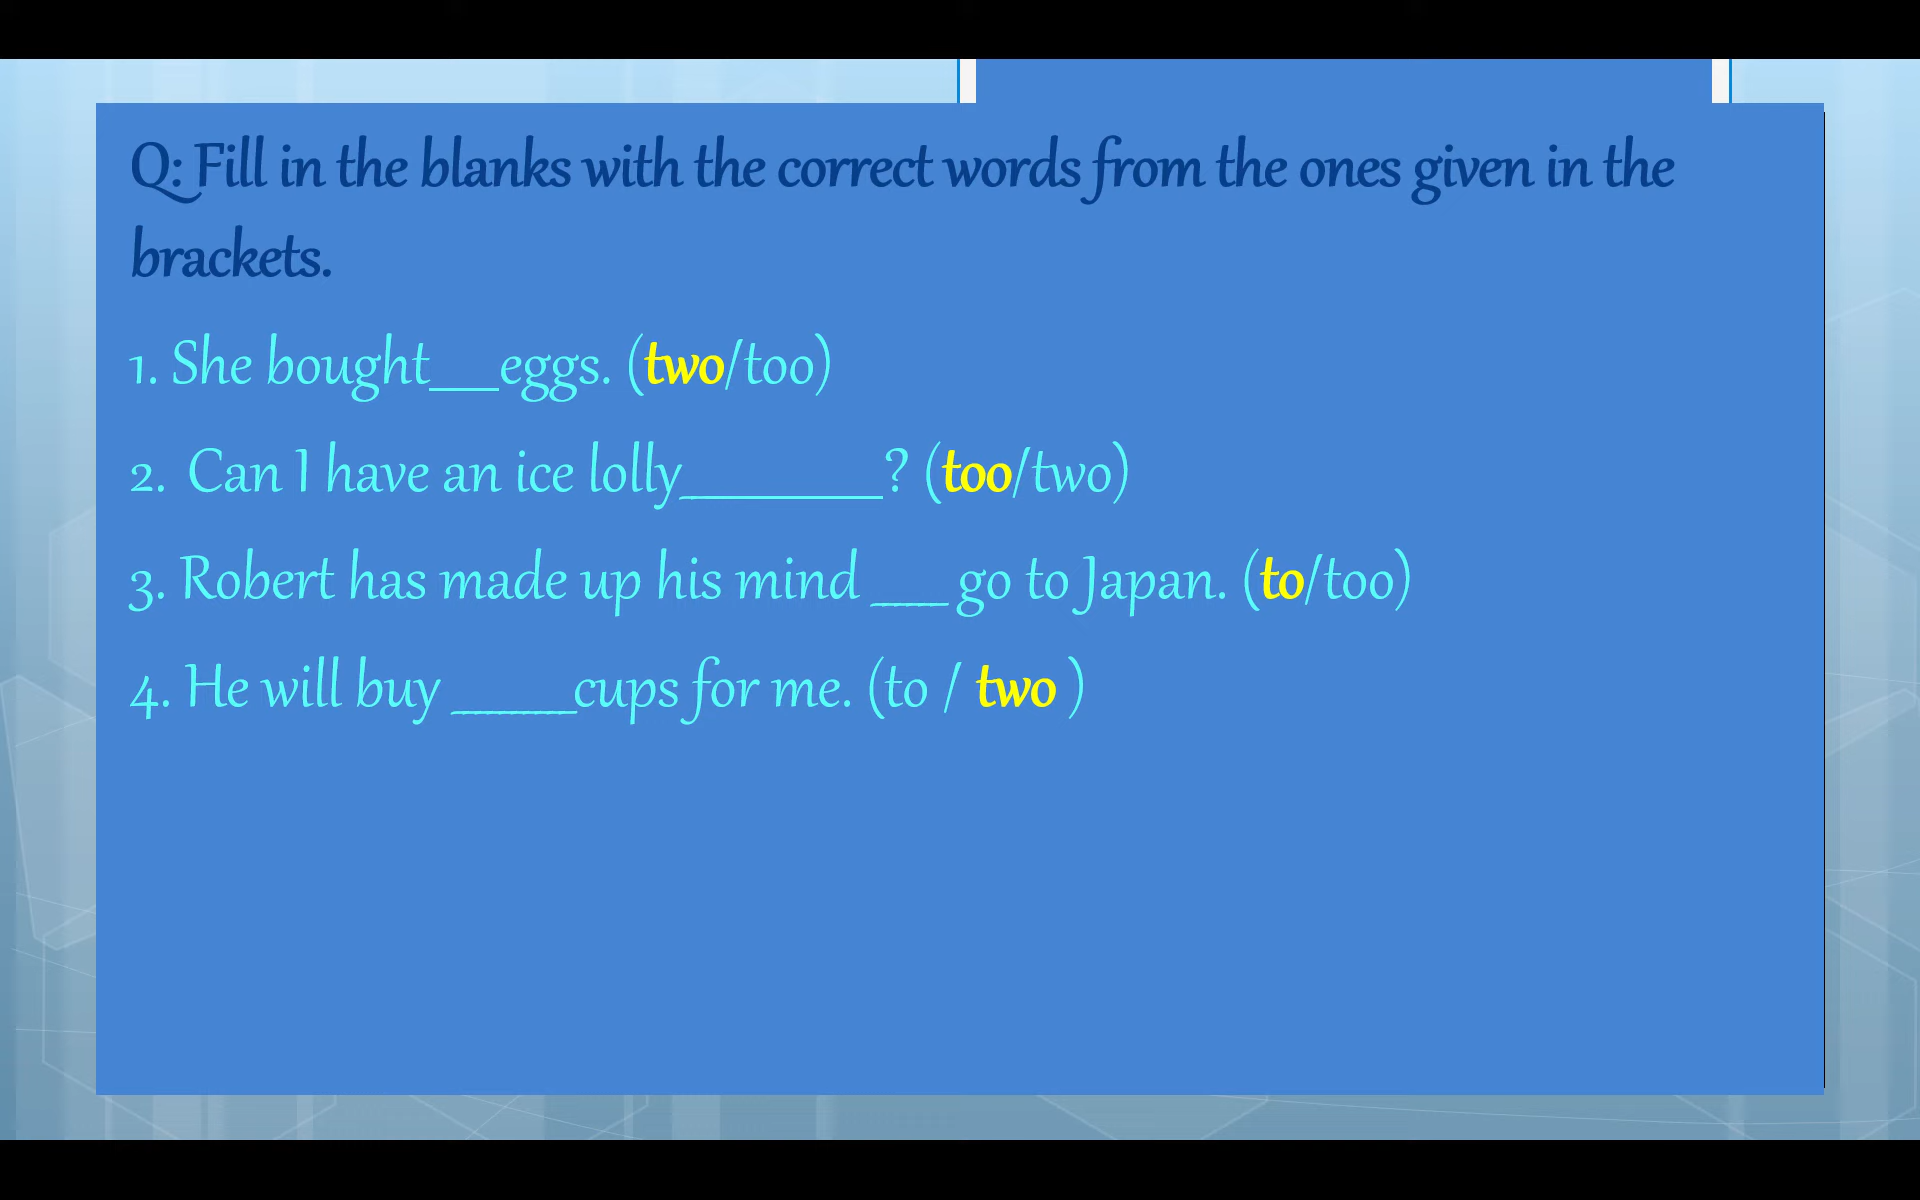 Q: Fill in the blanks with the correct words from the ones given in the
brackets.
1. She bought___eggs. (two/too)
2. Can I have an ice lolly________? (too/two)
3. Robert has made up his mind ___ go to Japan. (to/too)
4. He will buy _____cups for me. (to / two )